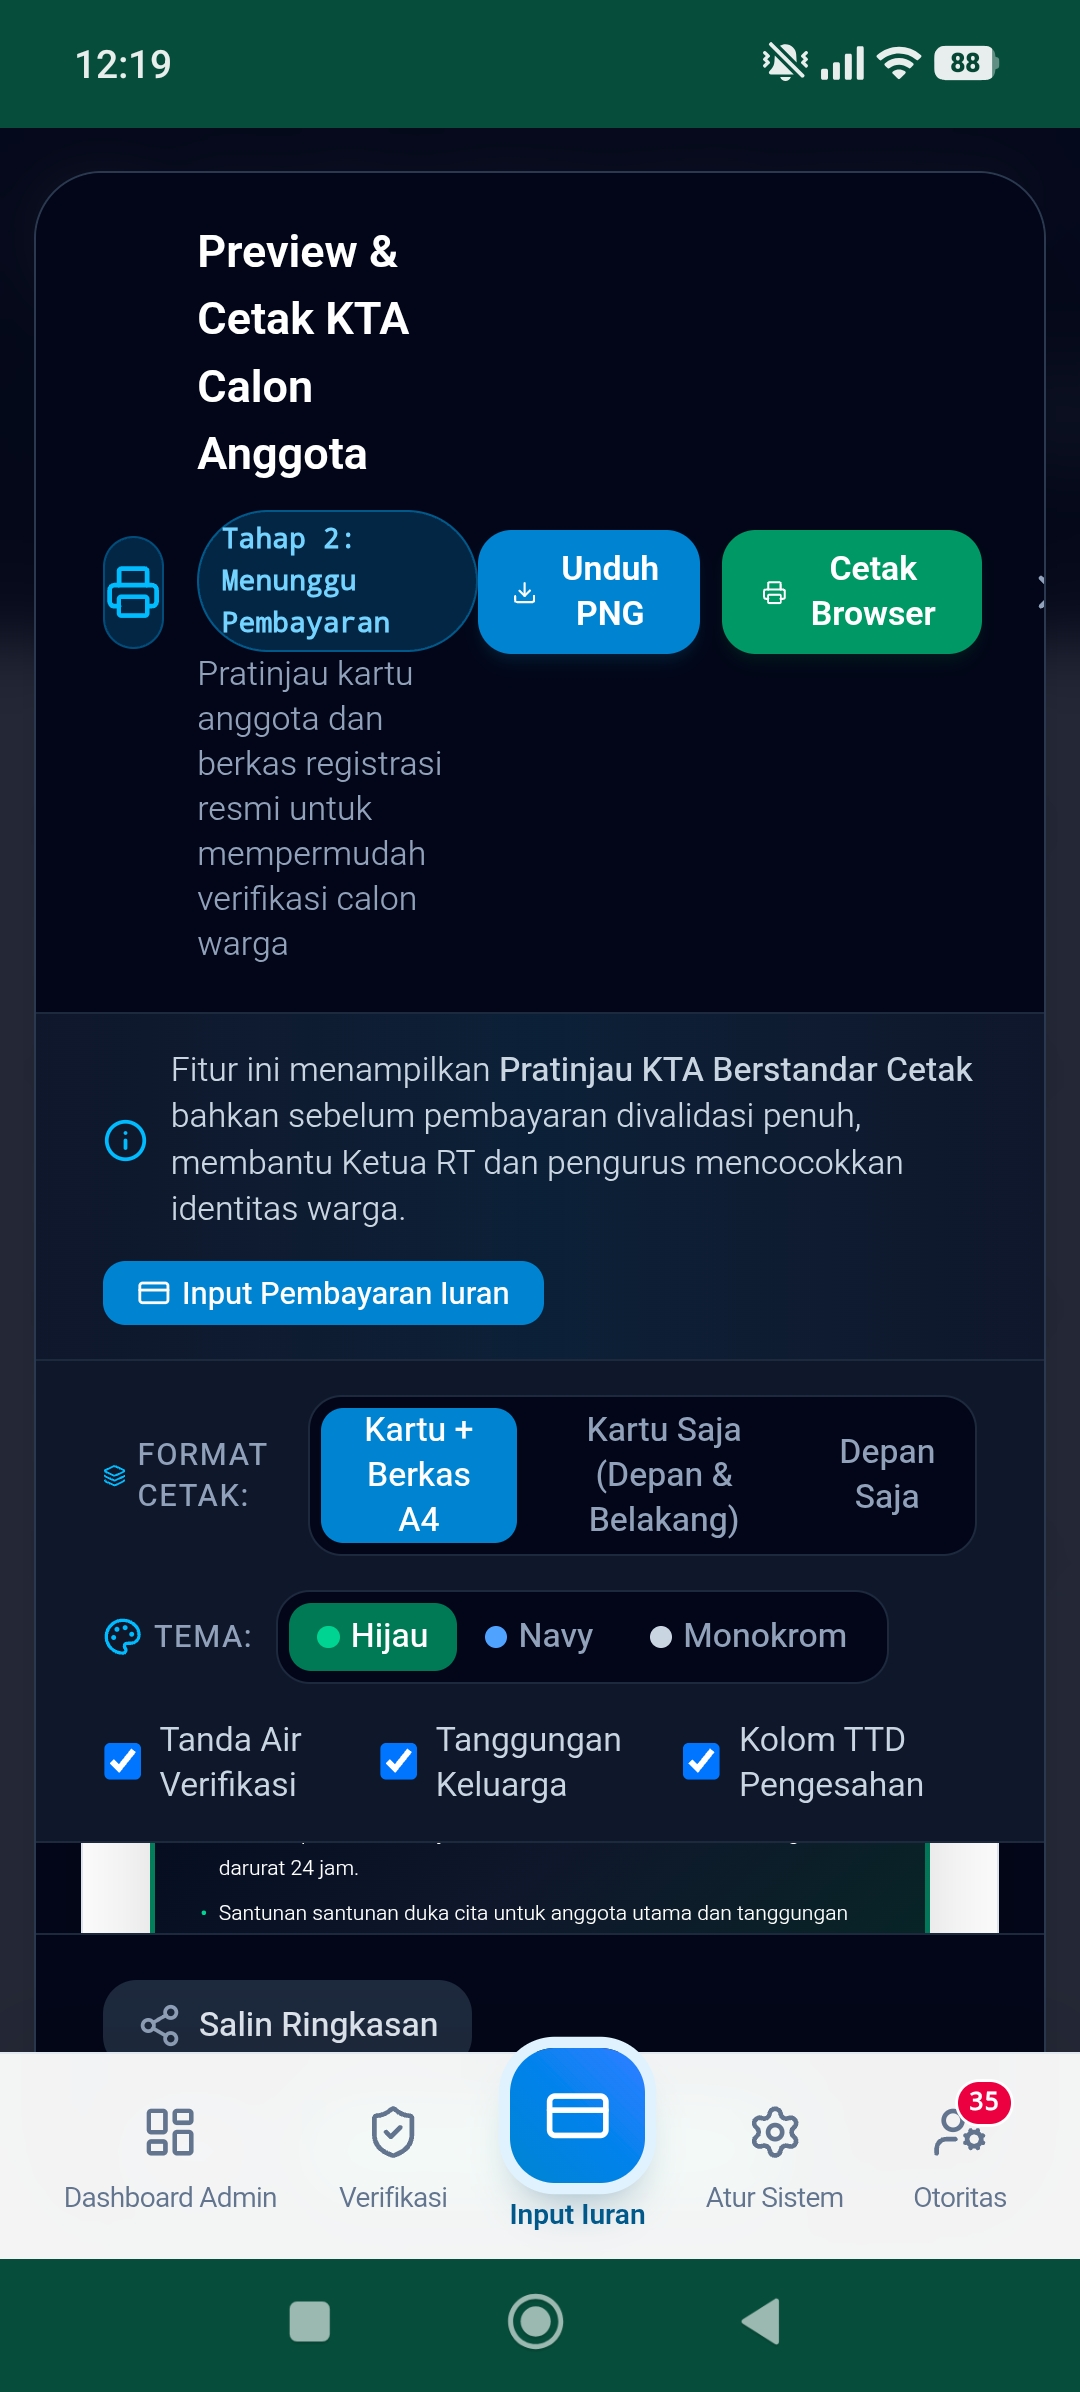 12:19
88
Preview &
Cetak KTA
Calon
Anggota
Tahap 2:
Menunggu
Pembayaran
Unduh
PNG
Cetak
Browser
Pratinjau kartu
anggota dan
berkas registrasi
resmi untuk
mempermudah
verifikasi calon
warga
Fitur ini menampilkan Pratinjau KTA Berstandar Cetak
bahkan sebelum pembayaran divalidasi penuh,
membantu Ketua RT dan pengurus mencocokkan
identitas warga.
Input Pembayaran Iuran
FORMAT
CETAK:
Kartu +
Berkas
A4
Kartu Saja
(Depan &
Belakang)
Depan
Saja
TEMA:
Hijau
Navy
Monokrom
Tanda Air
Verifikasi
Tanggungan
Keluarga
Kolom TTD
Pengesahan
darurat 24 jam.
• Santunan santunan duka cita untuk anggota utama dan tanggungan
Salin Ringkasan
35
Dashboard Admin
Verifikasi
Input Iuran
Atur Sistem
Otoritas